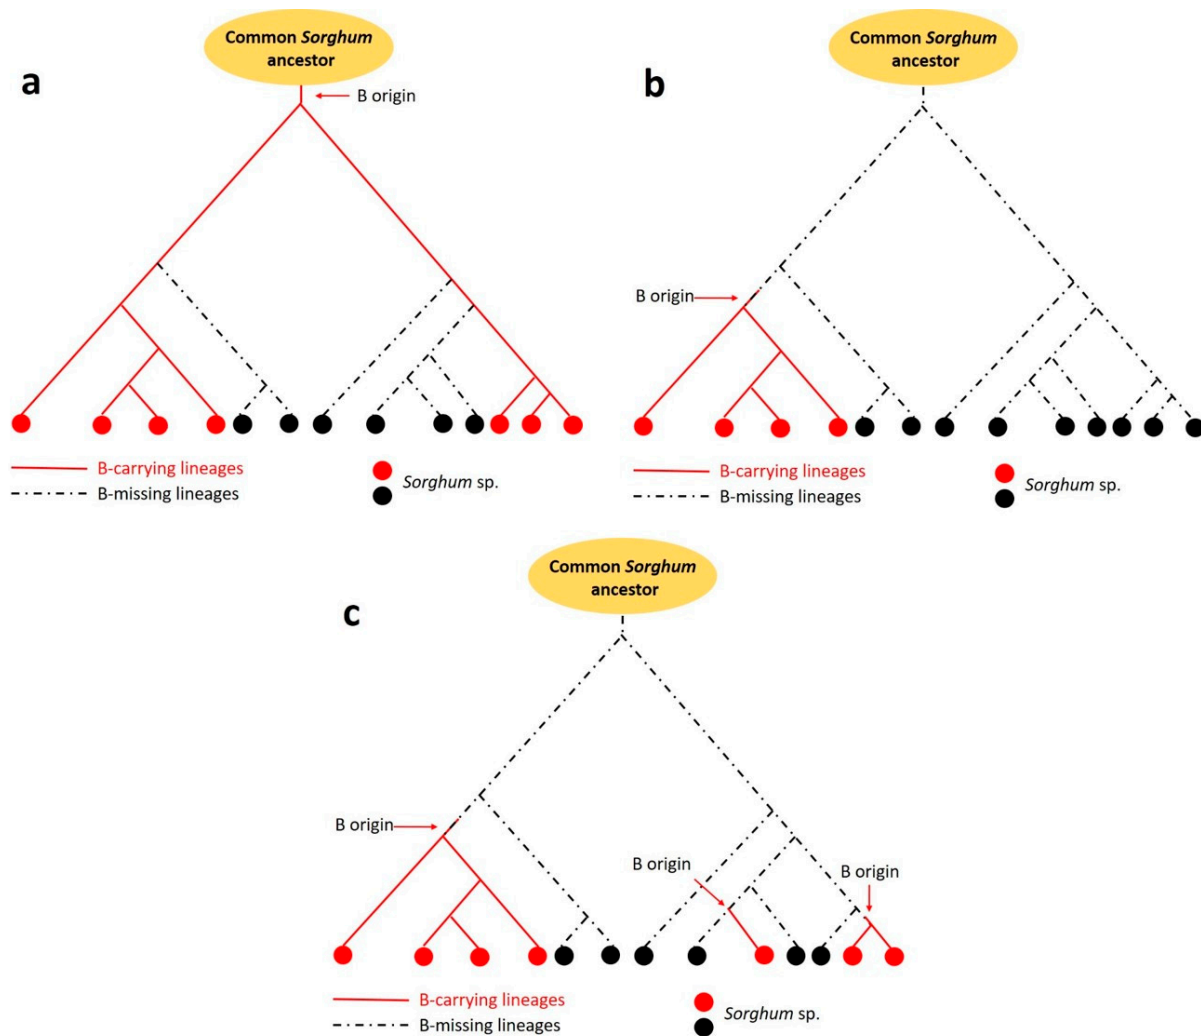 Common Sorghum
ancestor
a
B origin
B-carrying lineages
B-missing lineages
Sorghum sp.
Common Sorghum
ancestor
b
B origin
B-carrying lineages
B-missing lineages
Sorghum sp.
Common Sorghum
ancestor
c
B origin
B origin
B origin
B-carrying lineages
B-missing lineages
Sorghum sp.